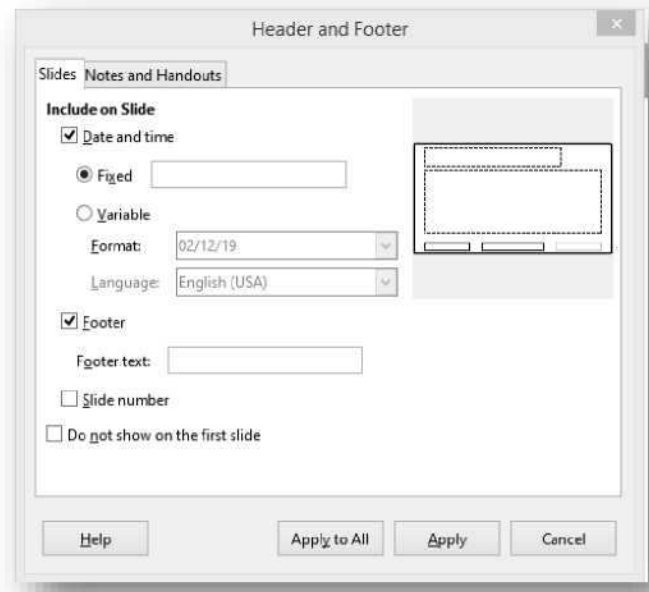 Header and Footer
Slides Notes and Handouts
Include on Slide
Date and time
Fixed
Variable
Format: 02/12/19
Language: English (USA)
Footer
Footer text:
Slide number
Do not show on the first slide
Help Apply to All Apply Cancel